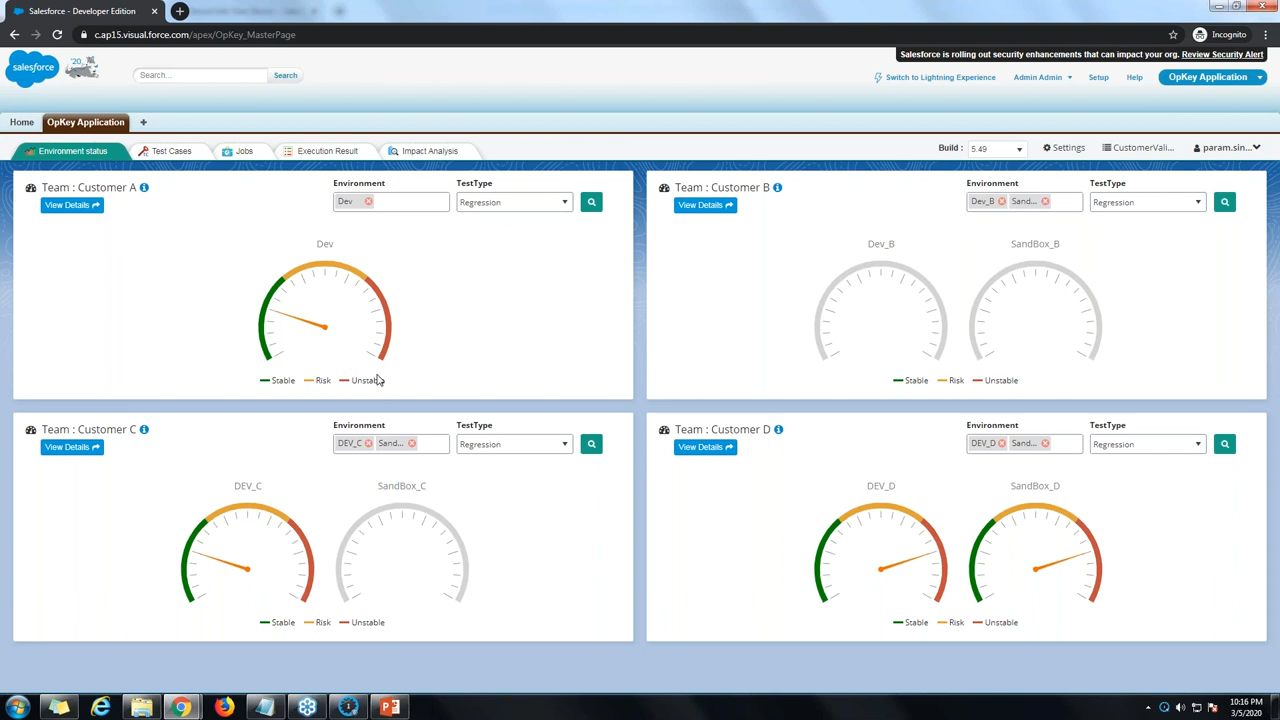 Salesforce - Developer Edition
c.ap15.visual.force.com/apex/OpKey_MasterPage
Incognito
salesforce
'20
Search...
Search
Salesforce is rolling out security enhancements that can impact your org. Review Security Alert
Switch to Lightning Experience
Admin Admin
Setup
Help
OpKey Application
Home
OpKey Application
+
Environment status
Test Cases
Jobs
Execution Result
Impact Analysis
Build :
5.49
Settings
CustomerVali...
param.sin...
Team : Customer A
View Details
Environment
TestType
Dev
Regression
Dev
Stable
Risk
Unstable
Team : Customer B
View Details
Environment
TestType
Dev_B
Sand...
Regression
Dev_B
SandBox_B
Stable
Risk
Unstable
Team : Customer C
View Details
Environment
TestType
DEV_C
Sand...
Regression
DEV_C
SandBox_C
Stable
Risk
Unstable
Team : Customer D
View Details
Environment
TestType
DEV_D
Sand...
Regression
DEV_D
SandBox_D
Stable
Risk
Unstable
10:16 PM
3/5/2020